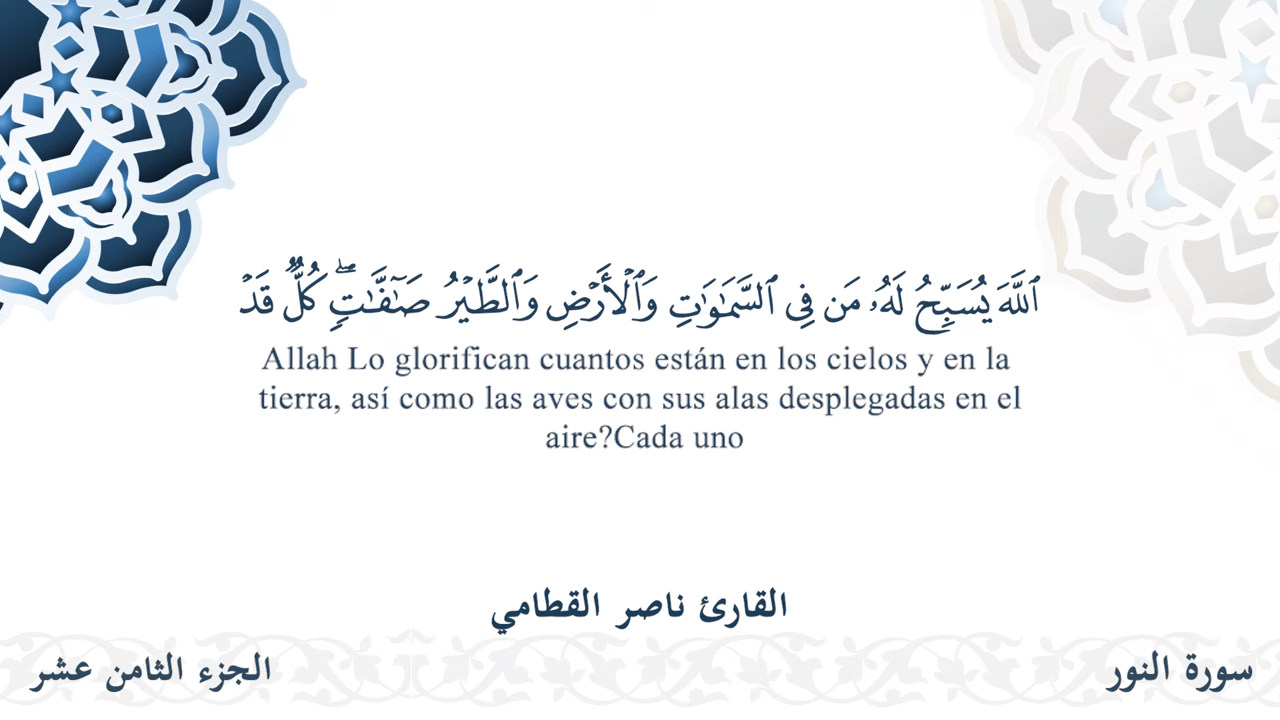 ٱللَّهَ يُسَبِّحُ لَهُۥ مَن فِى ٱلسَّمَـٰوَٰتِ وَٱلْأَرْضِ وَٱلطَّيْرُ صَـٰٓفَّـٰتٍۢ ۖ كُلٌّۭ قَدْ
Allah Lo glorifican cuantos están en los cielos y en la
tierra, así como las aves con sus alas desplegadas en el
aire?Cada uno
القارئ ناصر القطامي
سورة النور
الجزء الثامن عشر